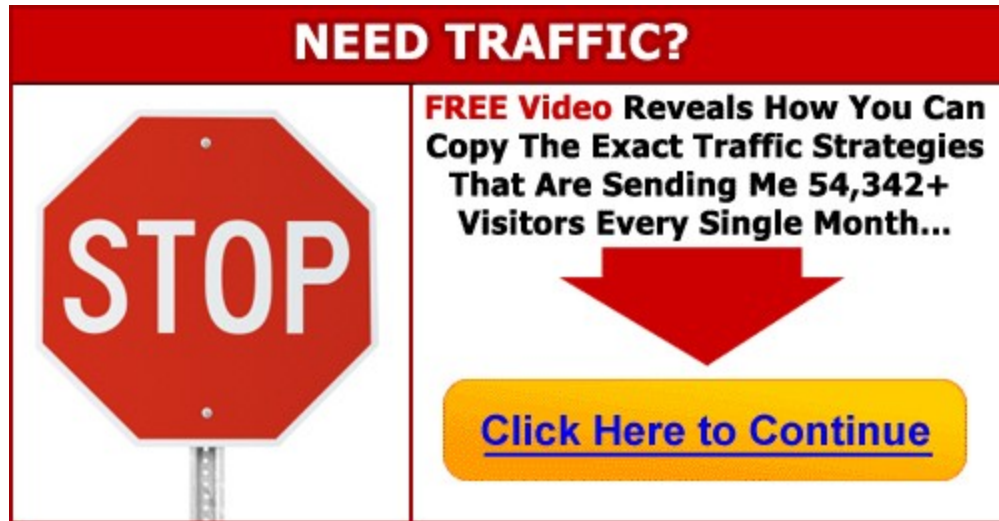 NEED TRAFFIC?
STOP
FREE Video Reveals How You Can
Copy The Exact Traffic Strategies
That Are Sending Me 54,342+
Visitors Every Single Month...
Click Here to Continue